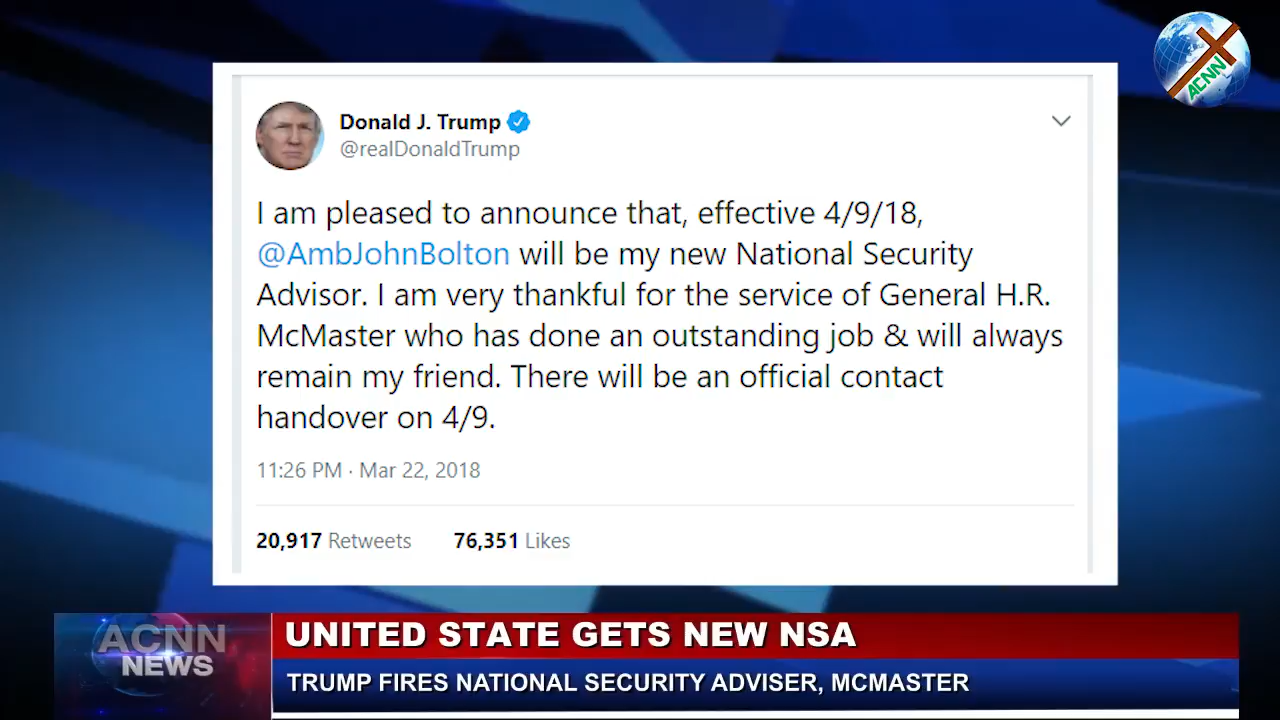 ACNN
Donald J. Trump
@realDonaldTrump
I am pleased to announce that, effective 4/9/18,
@AmbJohnBolton will be my new National Security
Advisor. I am very thankful for the service of General H.R.
McMaster who has done an outstanding job & will always
remain my friend. There will be an official contact
handover on 4/9.
11:26 PM · Mar 22, 2018
20,917 Retweets 76,351 Likes
ACNN
NEWS
UNITED STATE GETS NEW NSA
TRUMP FIRES NATIONAL SECURITY ADVISER, MCMASTER